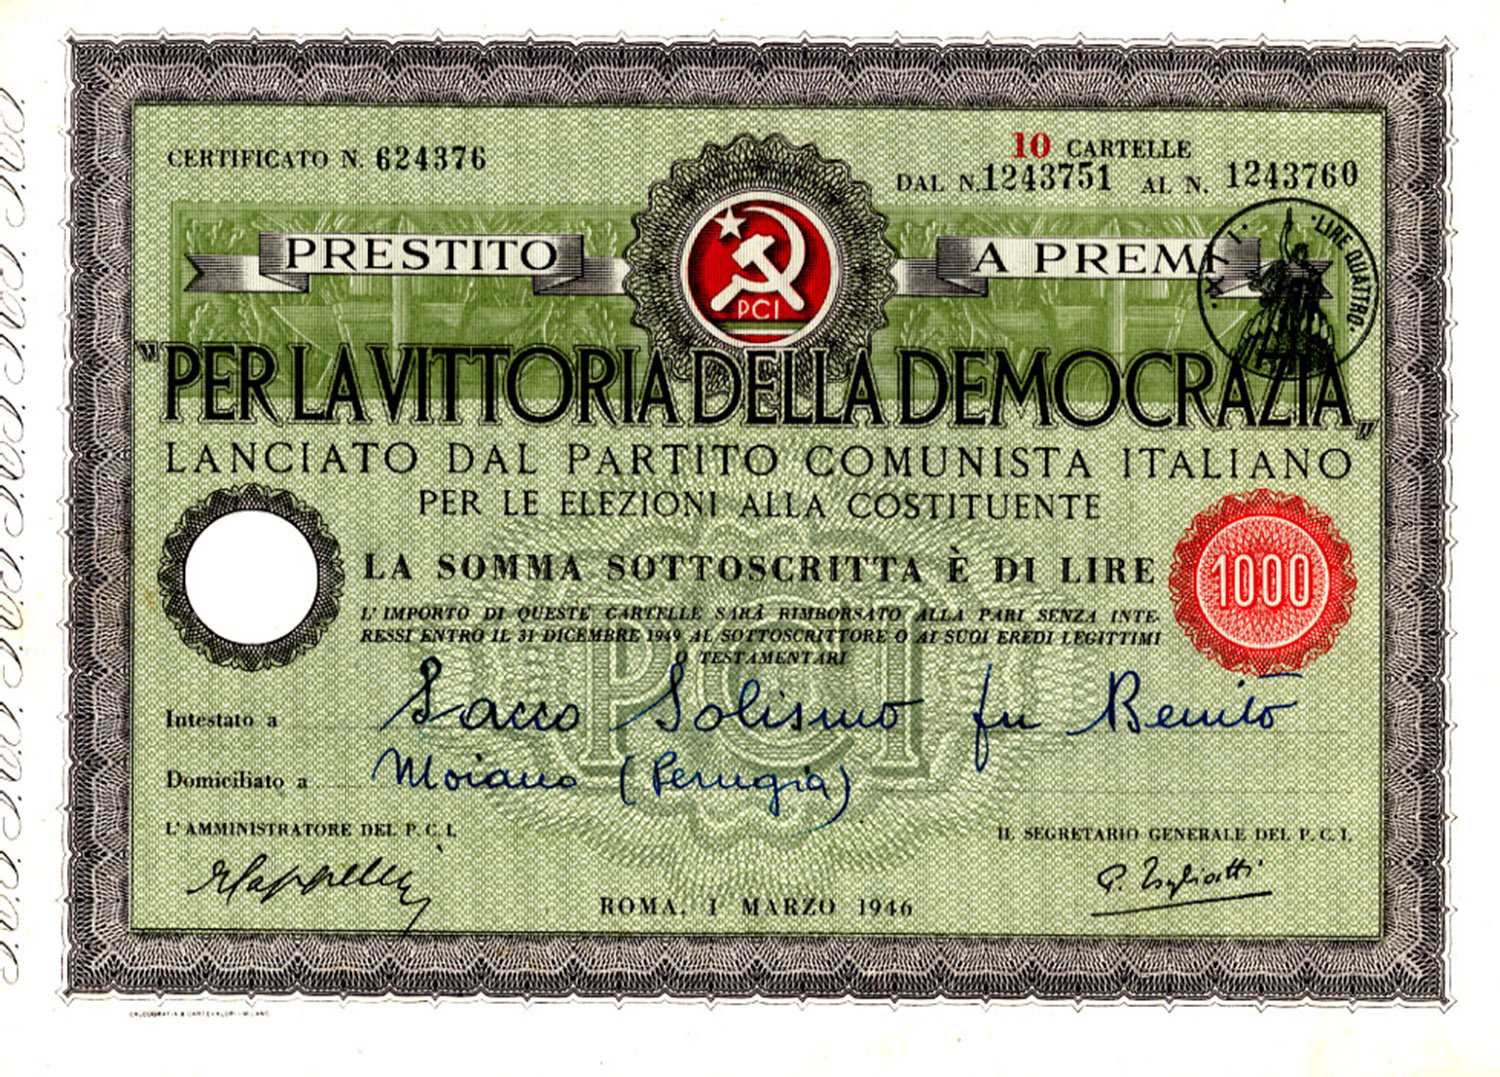 CERTIFICATO N. 624376
10 CARTELLE
DAL N. 1243751 AL N. 1243760
PRESTITO A PREMI
LIRE QUATTRO
PCI
"PER LA VITTORIA DELLA DEMOCRAZIA"
LANCIATO DAL PARTITO COMUNISTA ITALIANO
PER LE ELEZIONI ALLA COSTITUENTE
LA SOMMA SOTTOSCRITTA È DI LIRE 1000
L'IMPORTO DI QUESTE CARTELLE SARÀ RIMBORSATO ALLA PARI SENZA INTE-
RESSI ENTRO IL 31 DICEMBRE 1949 AL SOTTOSCRITTORE O AI SUOI EREDI LEGITTIMI
O TESTAMENTARI
PCI
Intestato a Sacco Solismo fu Benito
Domiciliato a Moiano (Perugia)
L'AMMINISTRATORE DEL P.C.I. IL SEGRETARIO GENERALE DEL P.C.I.
P. Togliatti
ROMA, 1 MARZO 1946
CALCOGRAFIA & CARTEVALORI - MILANO